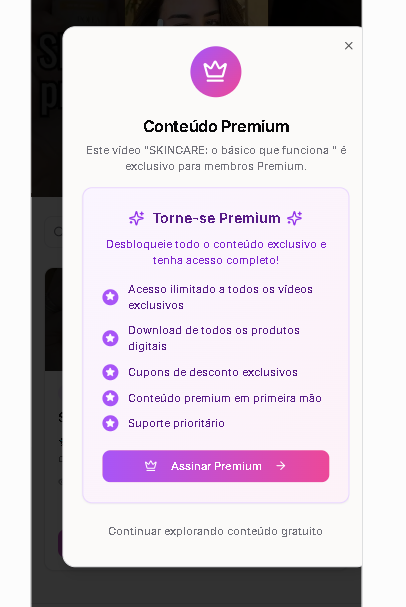 Conteúdo Premium
Este vídeo "SKINCARE: o básico que funciona " é
exclusivo para membros Premium.
Torne-se Premium
Desbloqueie todo o conteúdo exclusivo e
tenha acesso completo!
Acesso ilimitado a todos os vídeos
exclusivos
Download de todos os produtos
digitais
Cupons de desconto exclusivos
Conteúdo premium em primeira mão
Suporte prioritário
Assinar Premium
Continuar explorando conteúdo gratuito